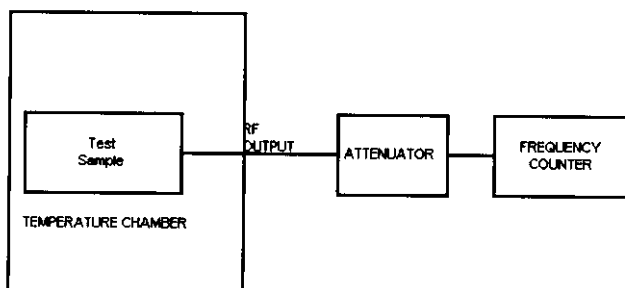 Test
Sample
TEMPERATURE CHAMBER
RF
OUTPUT
ATTENUATOR
FREQUENCY
COUNTER